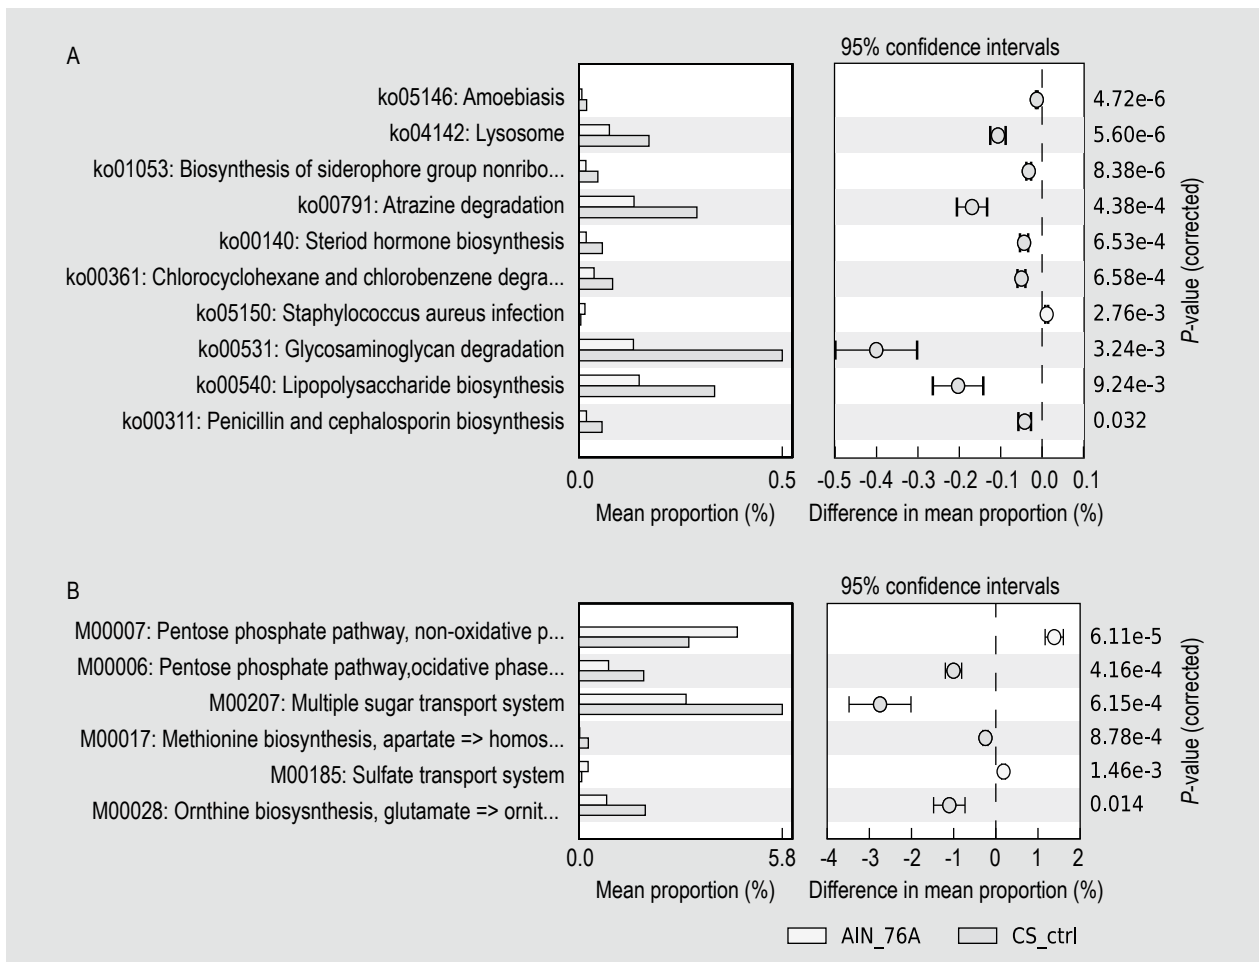 A
95% confidence intervals
ko05146: Amoebiasis 4.72e-6
ko04142: Lysosome 5.60e-6
ko01053: Biosynthesis of siderophore group nonribo... 8.38e-6
ko00791: Atrazine degradation 4.38e-4
ko00140: Steriod hormone biosynthesis 6.53e-4
ko00361: Chlorocyclohexane and chlorobenzene degra... 6.58e-4
ko05150: Staphylococcus aureus infection 2.76e-3
ko00531: Glycosaminoglycan degradation 3.24e-3
ko00540: Lipopolysaccharide biosynthesis 9.24e-3
ko00311: Penicillin and cephalosporin biosynthesis 0.032
P-value (corrected)
0.0 0.5 -0.5 -0.4 -0.3 -0.2 -0.1 0.0 0.1
Mean proportion (%) Difference in mean proportion (%)
B
95% confidence intervals
M00007: Pentose phosphate pathway, non-oxidative p... 6.11e-5
M00006: Pentose phosphate pathway,ocidative phase... 4.16e-4
M00207: Multiple sugar transport system 6.15e-4
M00017: Methionine biosynthesis, apartate => homos... 8.78e-4
M00185: Sulfate transport system 1.46e-3
M00028: Ornthine biosysnthesis, glutamate => ornit... 0.014
P-value (corrected)
0.0 5.8 -4 -3 -2 -1 0 1 2
Mean proportion (%) Difference in mean proportion (%)
AIN_76A CS_ctrl